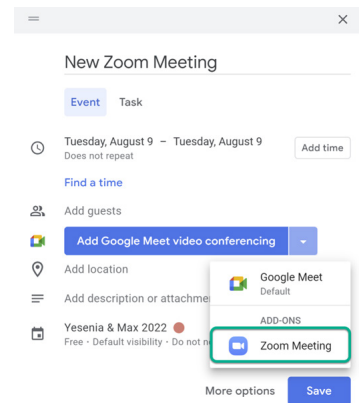 New Zoom Meeting
Event Task
Tuesday, August 9 – Tuesday, August 9 Add time
Does not repeat
Find a time
Add guests
Add Google Meet video conferencing
Add location
Google Meet
Default
Add description or
ADD-ONS
Yesenia & Max 2022
Zoom Meeting
Free · Default visibility · Do not
More options Save